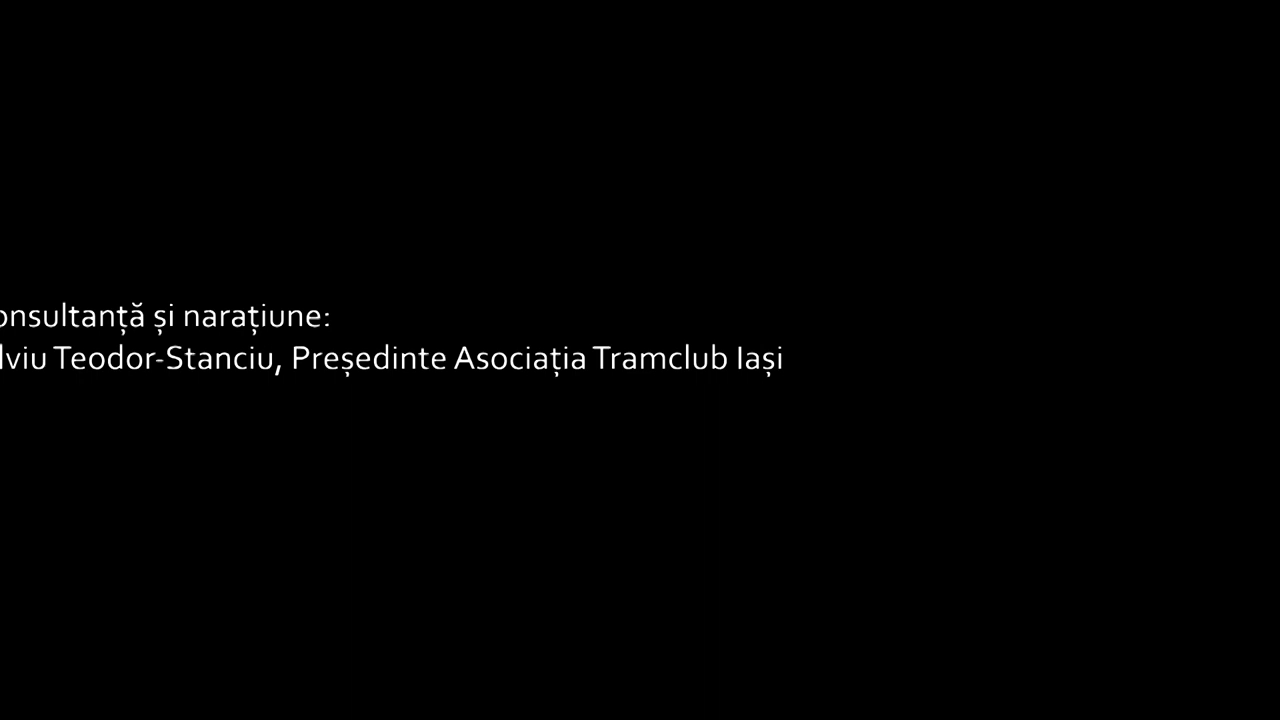 onsultanță și narațiune:
lviu Teodor-Stanciu, Președinte Asociația Tramclub Iași